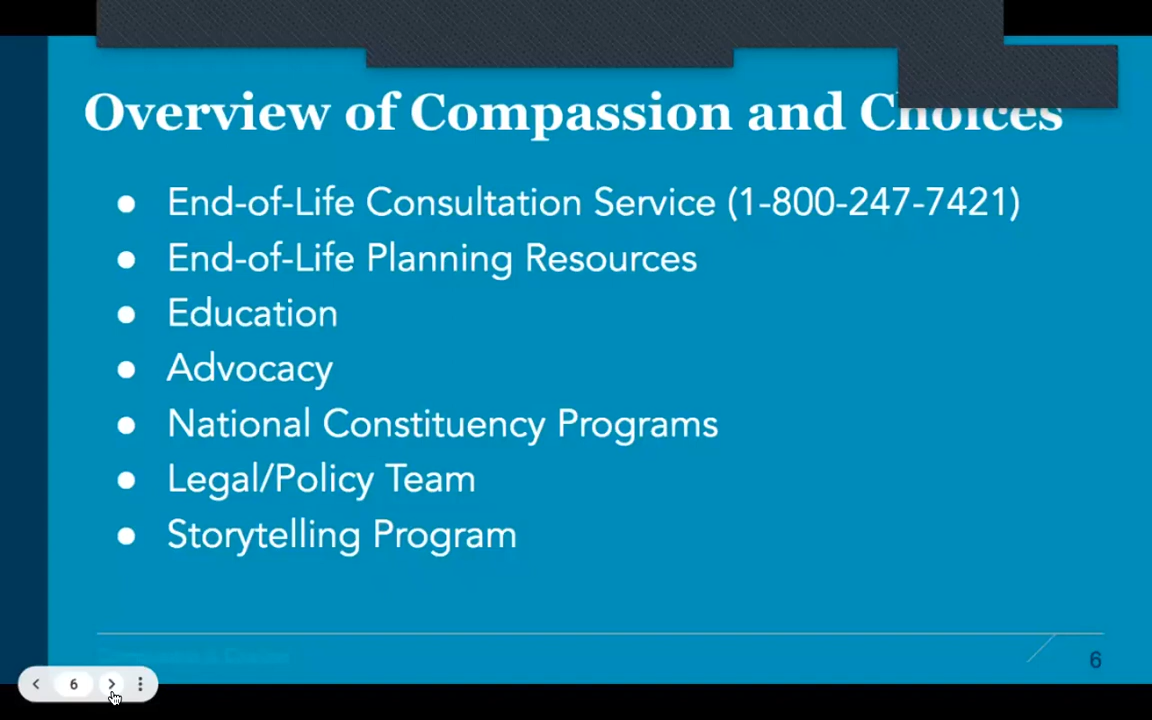 Overview of Compassion and Choices
● End-of-Life Consultation Service (1-800-247-7421)
● End-of-Life Planning Resources
● Education
● Advocacy
● National Constituency Programs
● Legal/Policy Team
● Storytelling Program
6
6